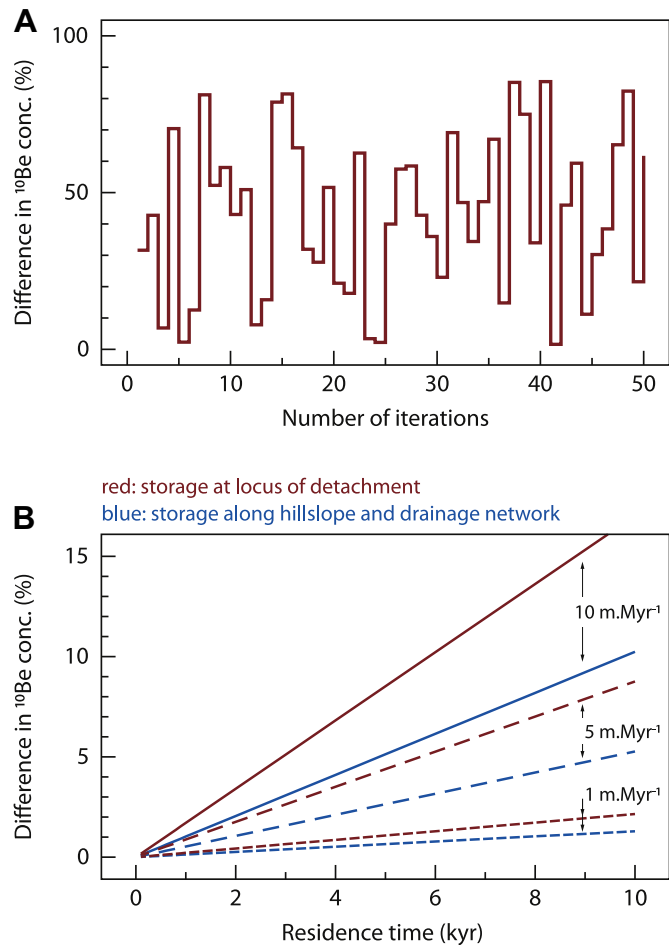 A
Difference in ¹⁰Be conc. (%)
100
50
0
0 10 20 30 40 50
Number of iterations
red: storage at locus of detachment
blue: storage along hillslope and drainage network
B
Difference in ¹⁰Be conc. (%)
15
10
5
0
10 m.Myr⁻¹
5 m.Myr⁻¹
1 m.Myr⁻¹
0 2 4 6 8 10
Residence time (kyr)